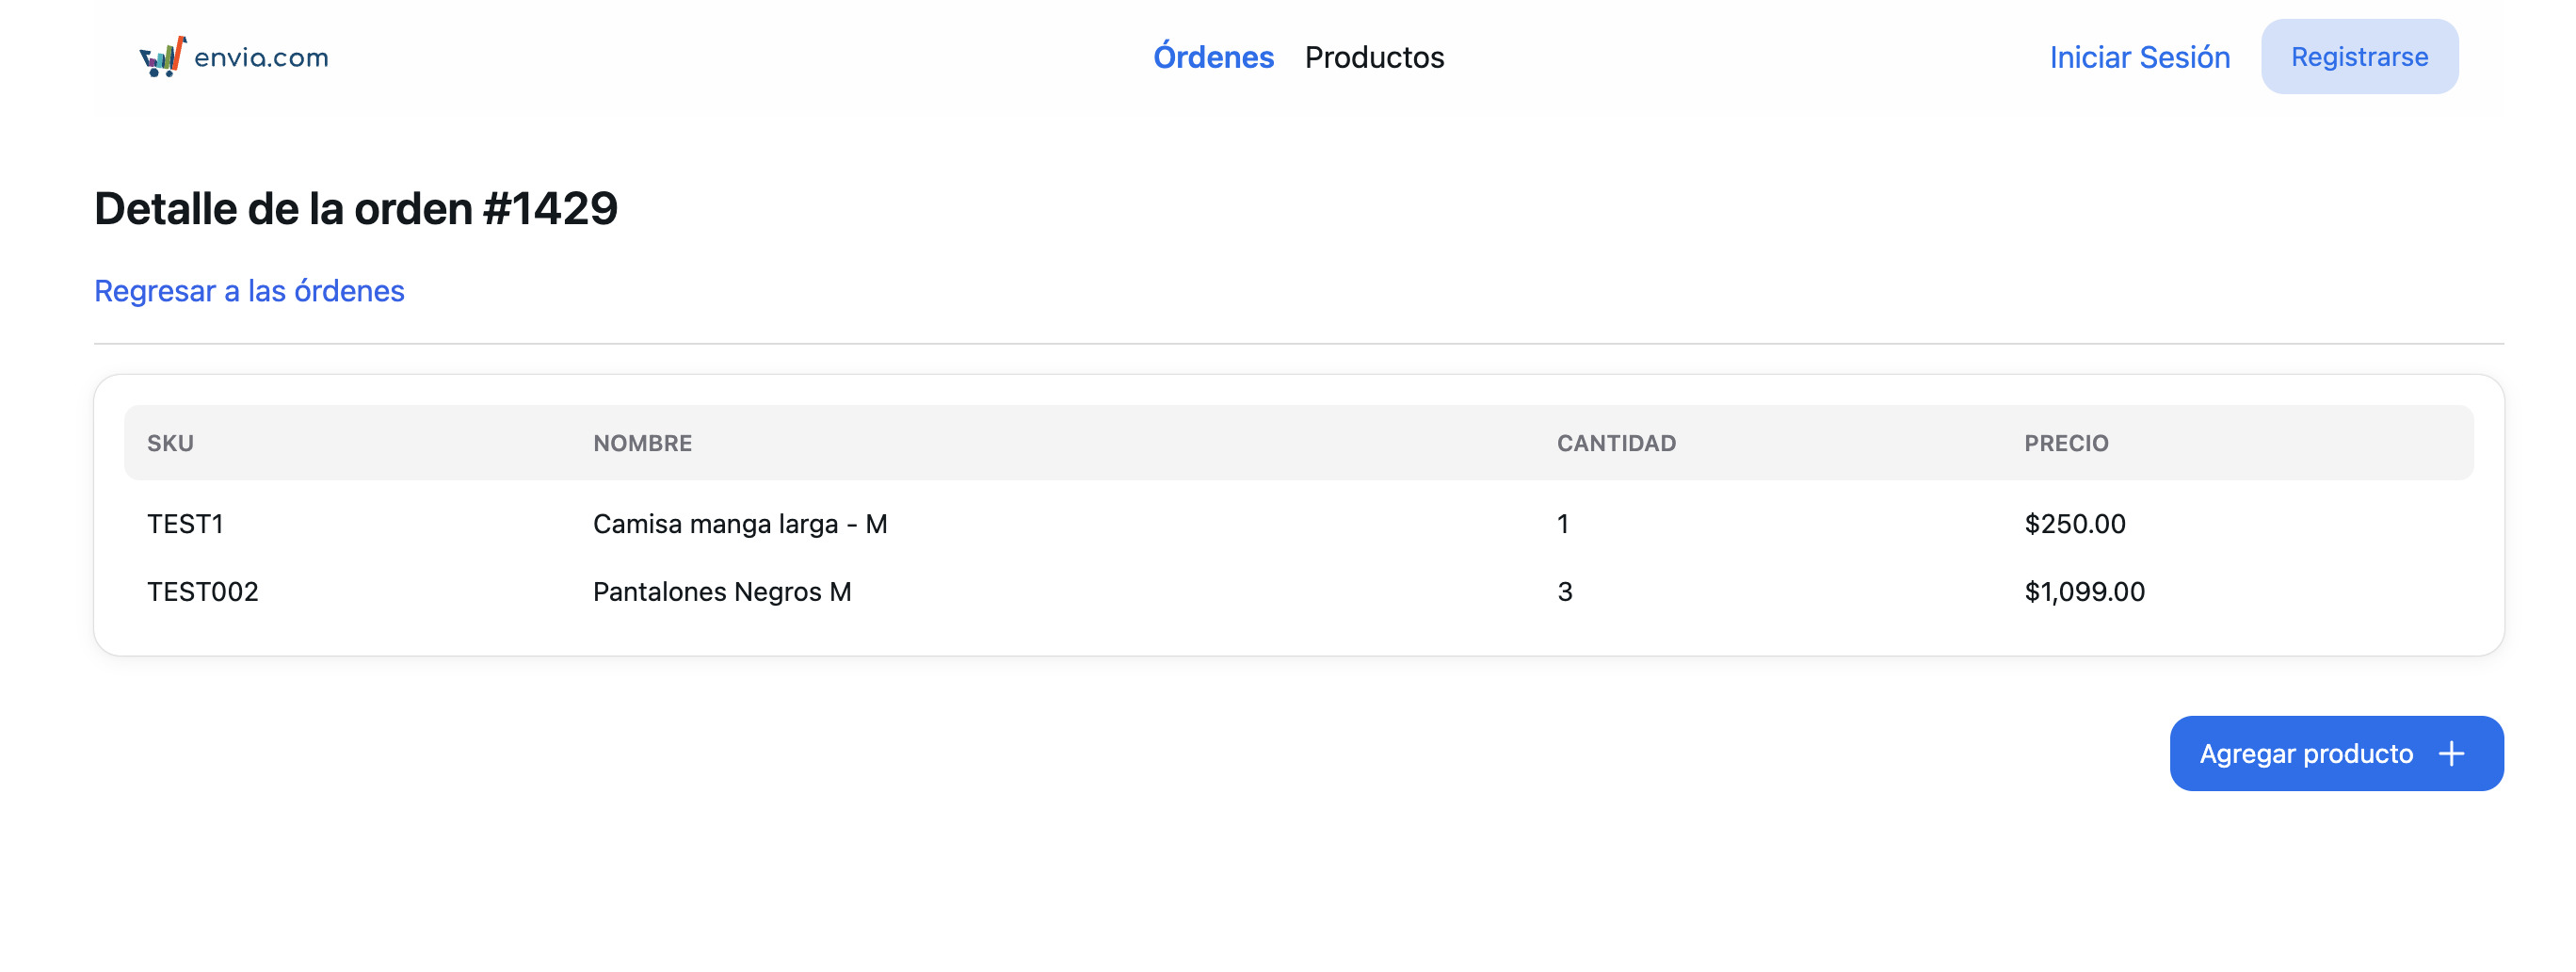 envia.com Órdenes Productos Iniciar Sesión Registrarse
Detalle de la orden #1429
Regresar a las órdenes
SKU NOMBRE CANTIDAD PRECIO
TEST1 Camisa manga larga - M 1 $250.00
TEST002 Pantalones Negros M 3 $1,099.00
Agregar producto +